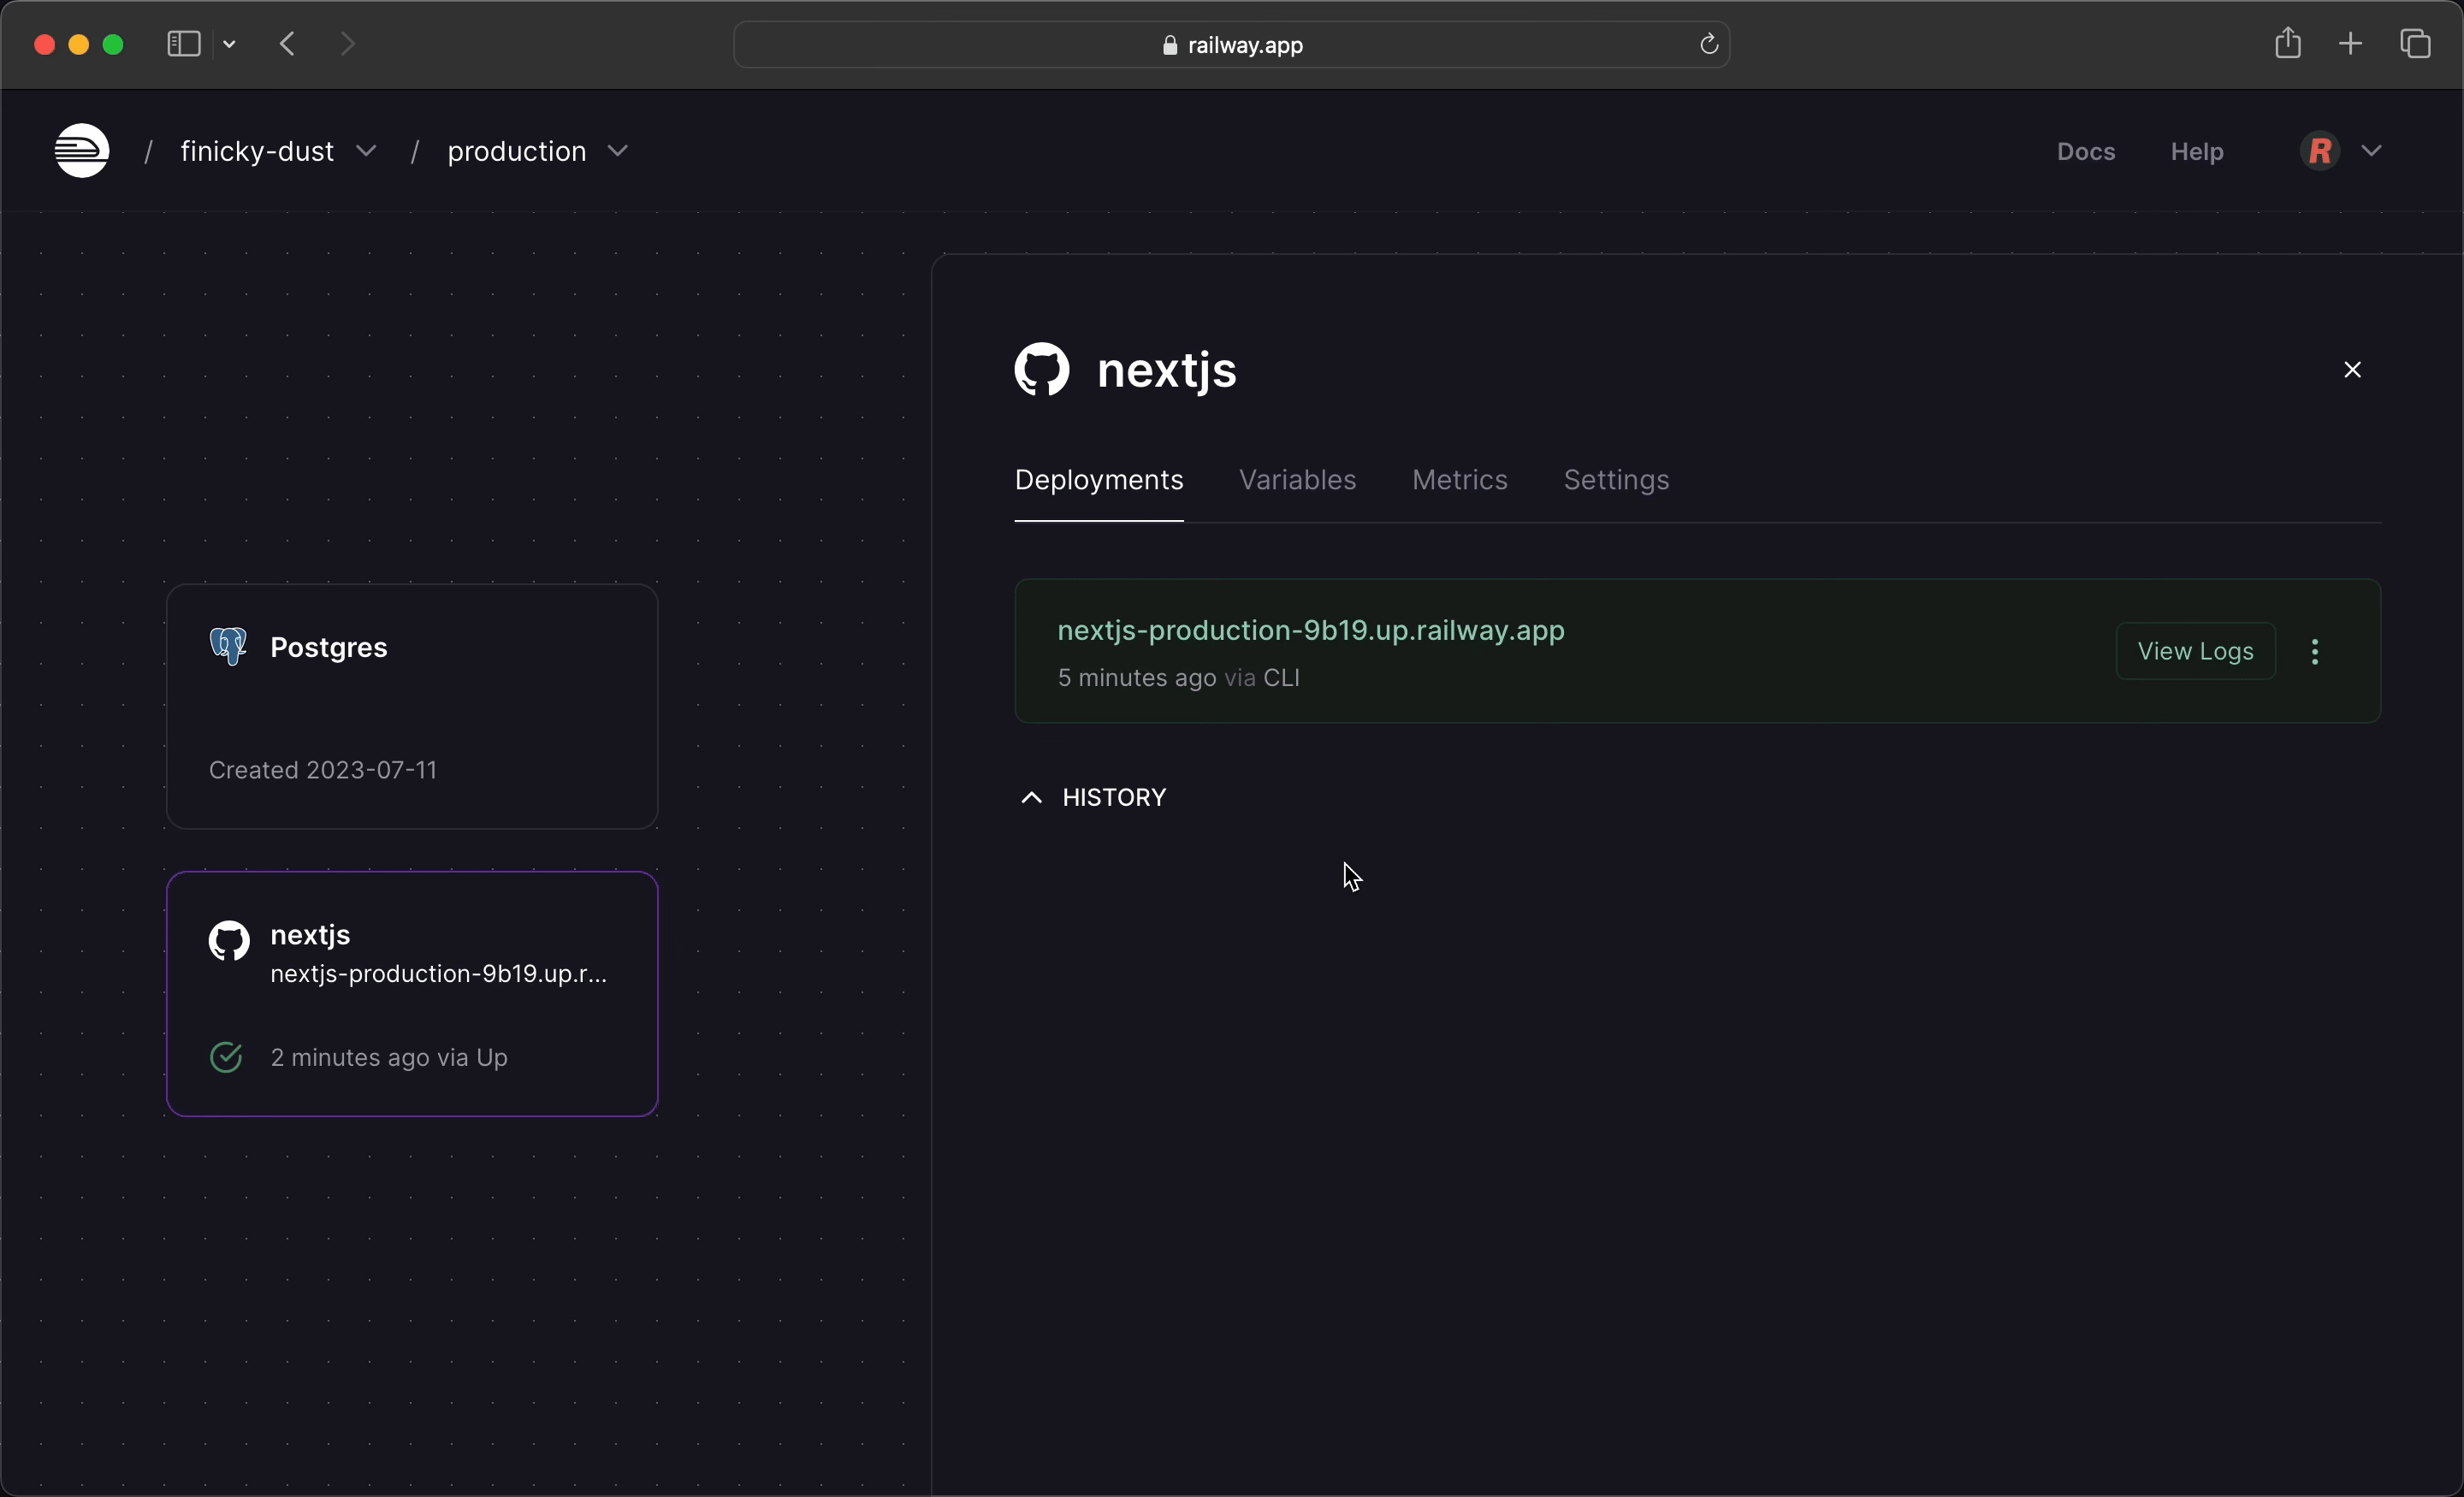 railway.app
/ finicky-dust / production Docs Help R
nextjs
Deployments Variables Metrics Settings
nextjs-production-9b19.up.railway.app
5 minutes ago via CLI
View Logs
HISTORY
Postgres
Created 2023-07-11
nextjs
nextjs-production-9b19.up.r...
2 minutes ago via Up